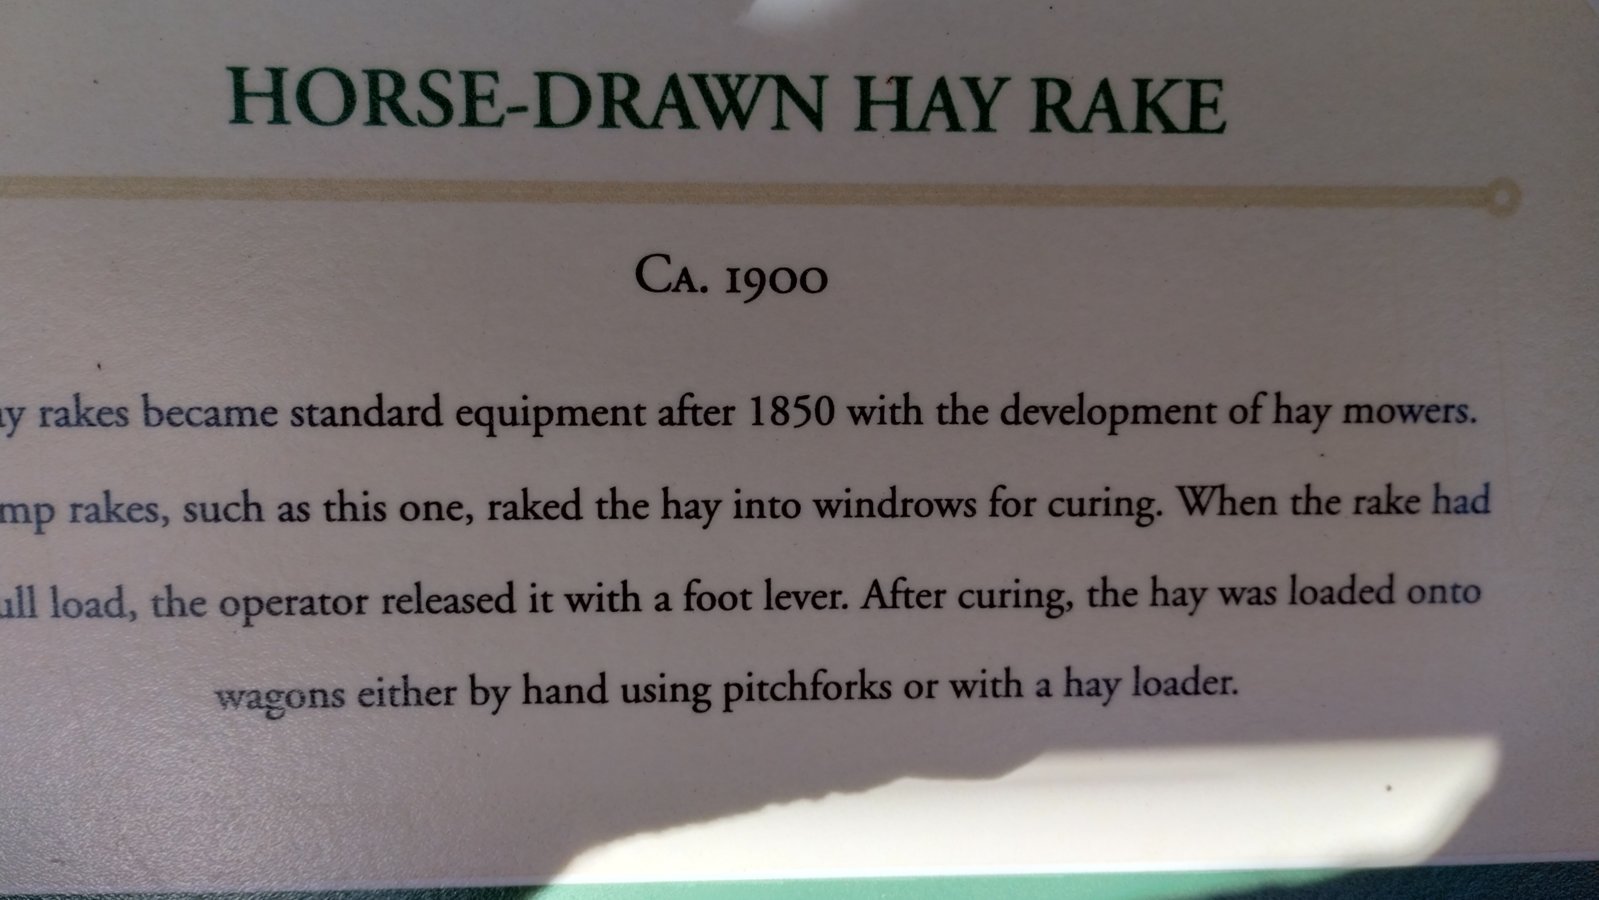 HORSE-DRAWN HAY RAKE
CA. 1900
rakes became standard equipment after 1850 with the development of hay mowers.
rakes, such as this one, raked the hay into windrows for curing. When the rake had
load, the operator released it with a foot lever. After curing, the hay was loaded onto
wagons either by hand using pitchforks or with a hay loader.